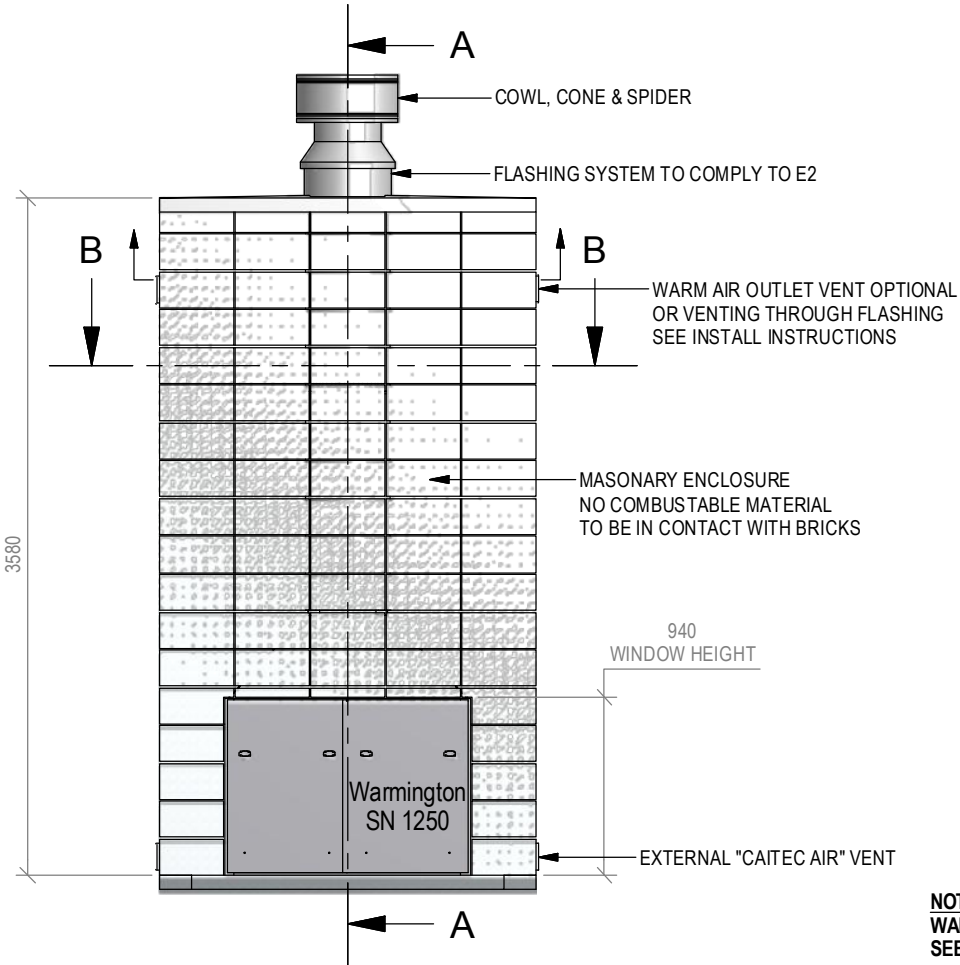 A
COWL, CONE & SPIDER
FLASHING SYSTEM TO COMPLY TO E2
B
B
WARM AIR OUTLET VENT OPTIONAL
OR VENTING THROUGH FLASHING
SEE INSTALL INSTRUCTIONS
MASONARY ENCLOSURE
NO COMBUSTABLE MATERIAL
TO BE IN CONTACT WITH BRICKS
3580
940
WINDOW HEIGHT
Warmington
SN 1250
EXTERNAL "CAITEC AIR" VENT
A
SEE